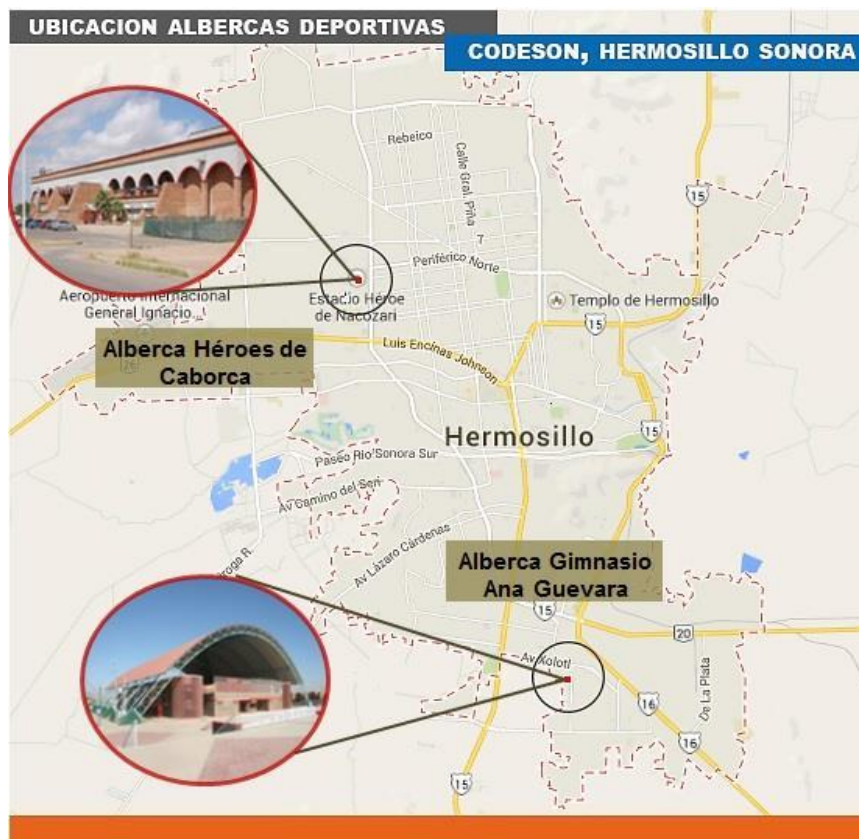 UBICACION ALBERCAS DEPORTIVAS
CODESON, HERMOSILLO SONORA
Rebeico
Calle Gral. Piña
15
Periférico Norte
Aeropuerto Internacional
General Ignacio...
Estadio Héroe
de Nacozari
Templo de Hermosillo
15
Alberca Héroes de
Caborca
26
Luis Encinas Johnson
Hermosillo
15
Paseo Río Sonora Sur
Av Camino del Seri
Av Lázaro Cárdenas
Alberca Gimnasio
Ana Guevara
15
20
Av Xolotl
De La Plata
16
16
15